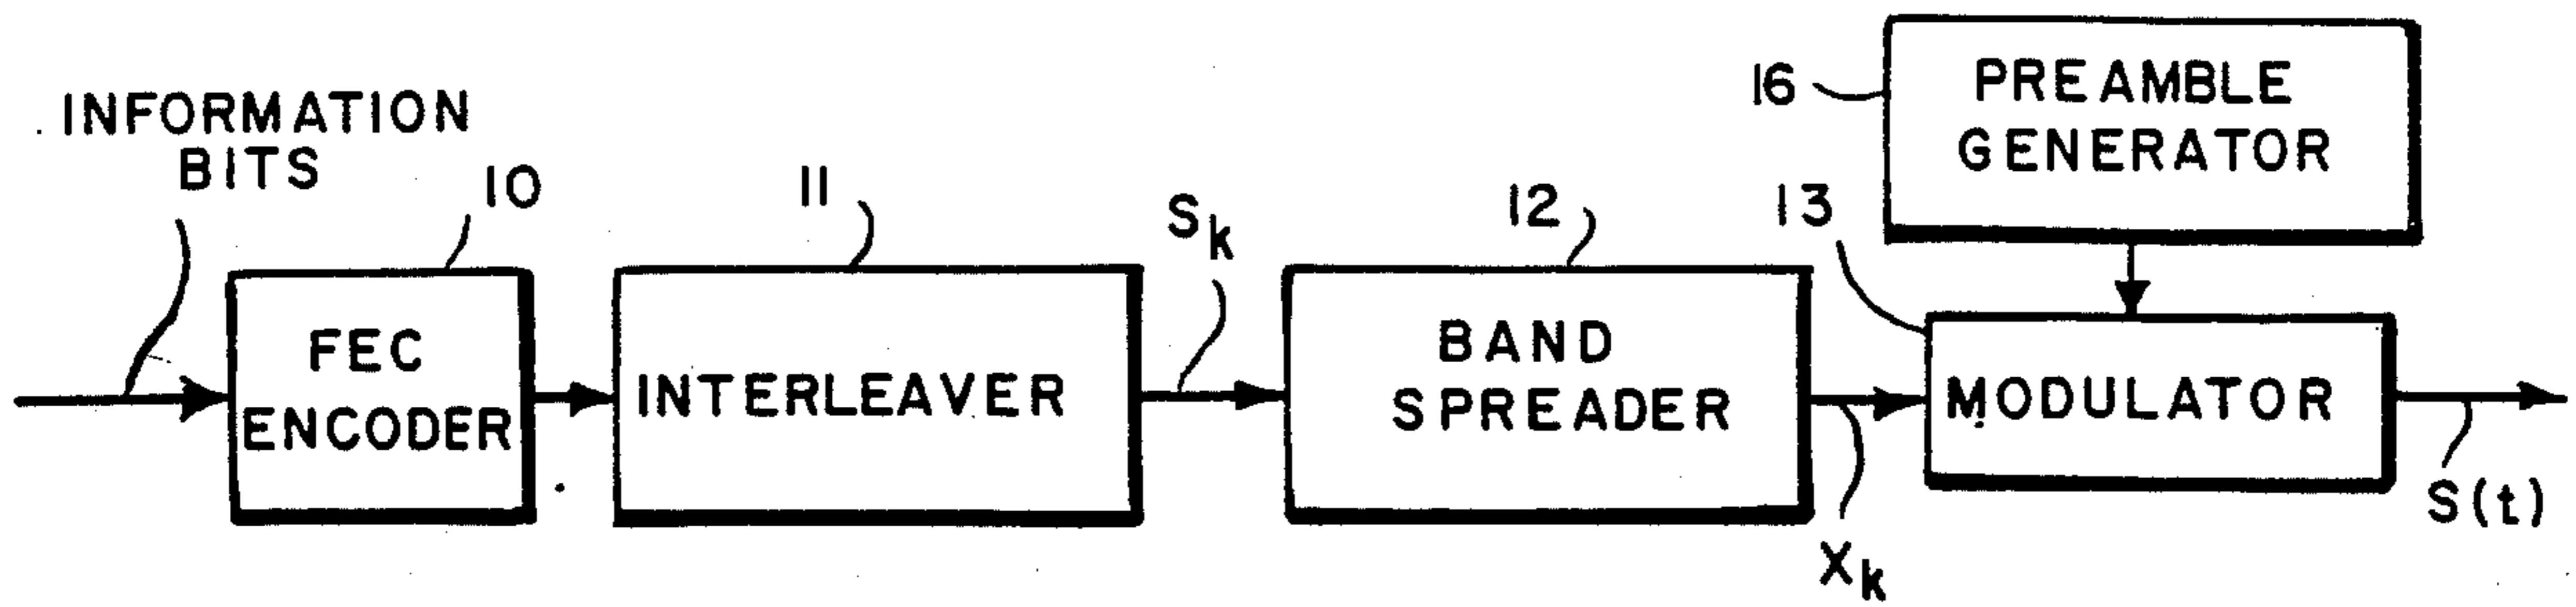 INFORMATION
BITS
10
FEC
ENCODER
11
INTERLEAVER
Sk
12
BAND
SPREADER
Xk
16
PREAMBLE
GENERATOR
13
MODULATOR
S(t)